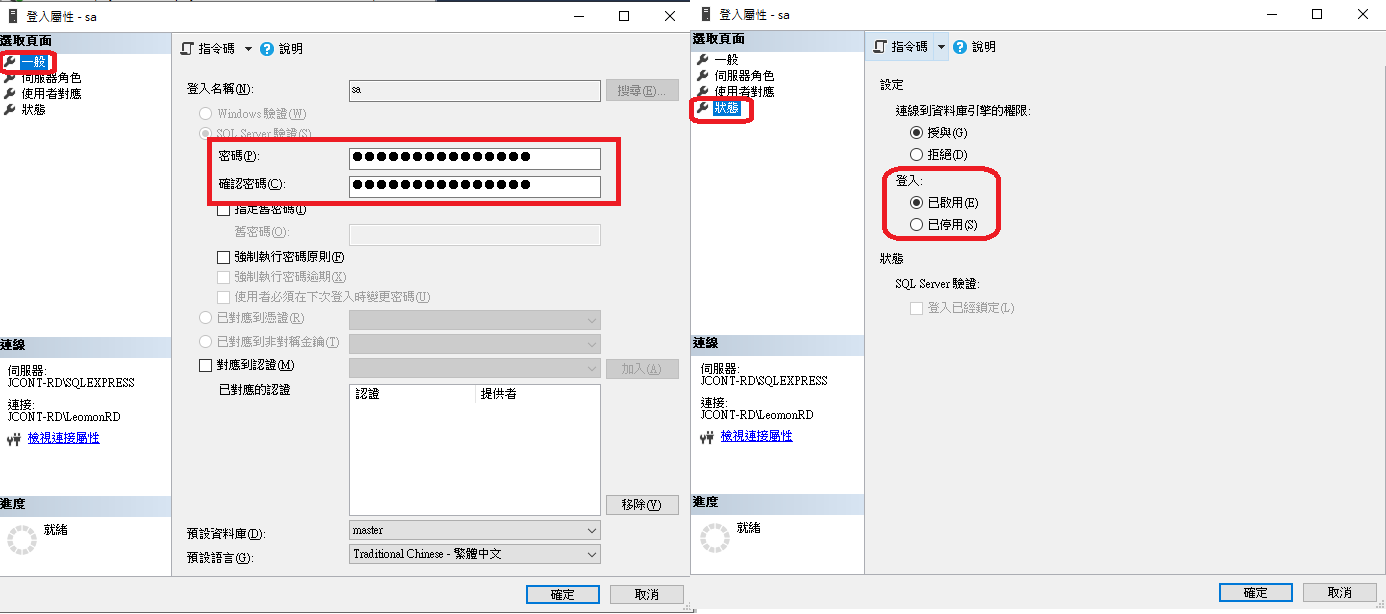 登入屬性 - sa
選取頁面
一般
伺服器角色
使用者對應
狀態
指令碼
說明
登入名稱(N):
sa
搜尋(E)...
Windows 驗證(W)
SQL Server 驗證(S)
密碼(P):
●●●●●●●●●●●●●●●
確認密碼(C):
●●●●●●●●●●●●●●●
指定舊密碼(I)
舊密碼(O):
強制執行密碼原則(F)
強制執行密碼逾期(X)
使用者必須在下次登入時變更密碼(U)
已對應到憑證(R)
已對應到非對稱金鑰(T)
對應到認證(M)
加入(A)
已對應的認證
認證
提供者
移除(V)
預設資料庫(D):
master
預設語言(G):
Traditional Chinese - 繁體中文
連線
伺服器:
JCONT-RD\SQLEXPRESS
連接:
JCONT-RD\LeomonRD
檢視連接屬性
進度
就緒
確定
取消
登入屬性 - sa
選取頁面
一般
伺服器角色
使用者對應
狀態
指令碼
說明
設定
連線到資料庫引擎的權限:
授與(G)
拒絕(D)
登入:
已啟用(E)
已停用(S)
狀態
SQL Server 驗證:
登入已經鎖定(L)
連線
伺服器:
JCONT-RD\SQLEXPRESS
連接:
JCONT-RD\LeomonRD
檢視連接屬性
進度
就緒
確定
取消